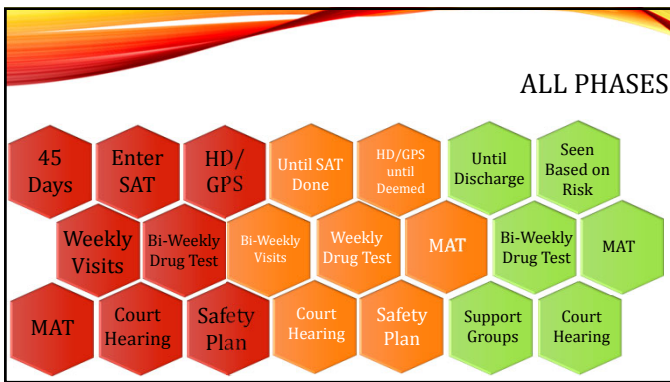 ALL PHASES
45
Days
Enter
SAT
HD/
GPS
Until SAT
Done
HD/GPS
until
Deemed
Until
Discharge
Seen
Based on
Risk
Weekly
Visits
Bi-Weekly
Drug Test
Bi-Weekly
Visits
Weekly
Drug Test
MAT
Bi-Weekly
Drug Test
MAT
MAT
Court
Hearing
Safety
Plan
Court
Hearing
Safety
Plan
Support
Groups
Court
Hearing